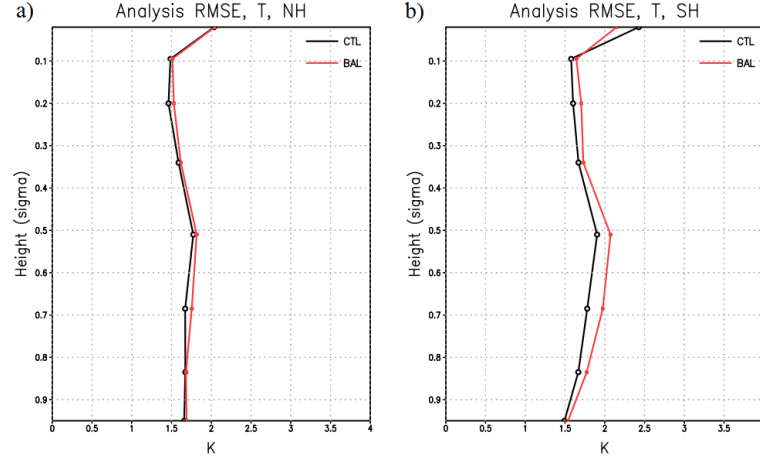 a)
Analysis RMSE, T, NH
CTL
BAL
0.1
0.2
0.3
0.4
0.5
0.6
0.7
0.8
0.9
Height (sigma)
0 0.5 1 1.5 2 2.5 3 3.5 4
K
b)
Analysis RMSE, T, SH
CTL
BAL
0.1
0.2
0.3
0.4
0.5
0.6
0.7
0.8
0.9
Height (sigma)
0 0.5 1 1.5 2 2.5 3 3.5
K